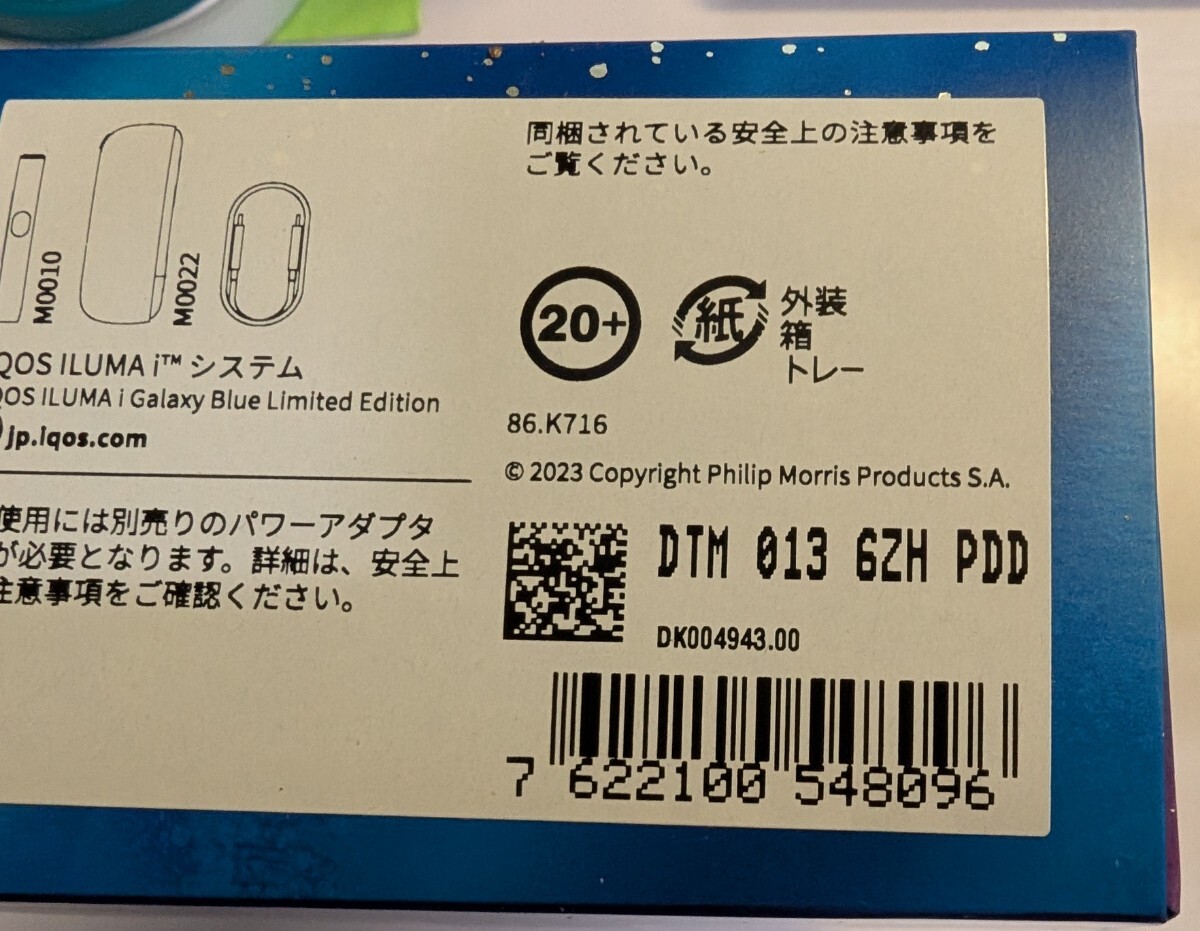 M0010
M0022
QOS ILUMA i™ システム
QOS ILUMA i Galaxy Blue Limited Edition
jp.iqos.com
使用には別売りのパワーアダプタ
が必要となります。詳細は、安全上
注意事項をご確認ください。
同梱されている安全上の注意事項を
ご覧ください。
20+
紙
外装
箱
トレー
86.K716
© 2023 Copyright Philip Morris Products S.A.
DTM 013 6ZH PDD
DK004943.00
7 622100 548096